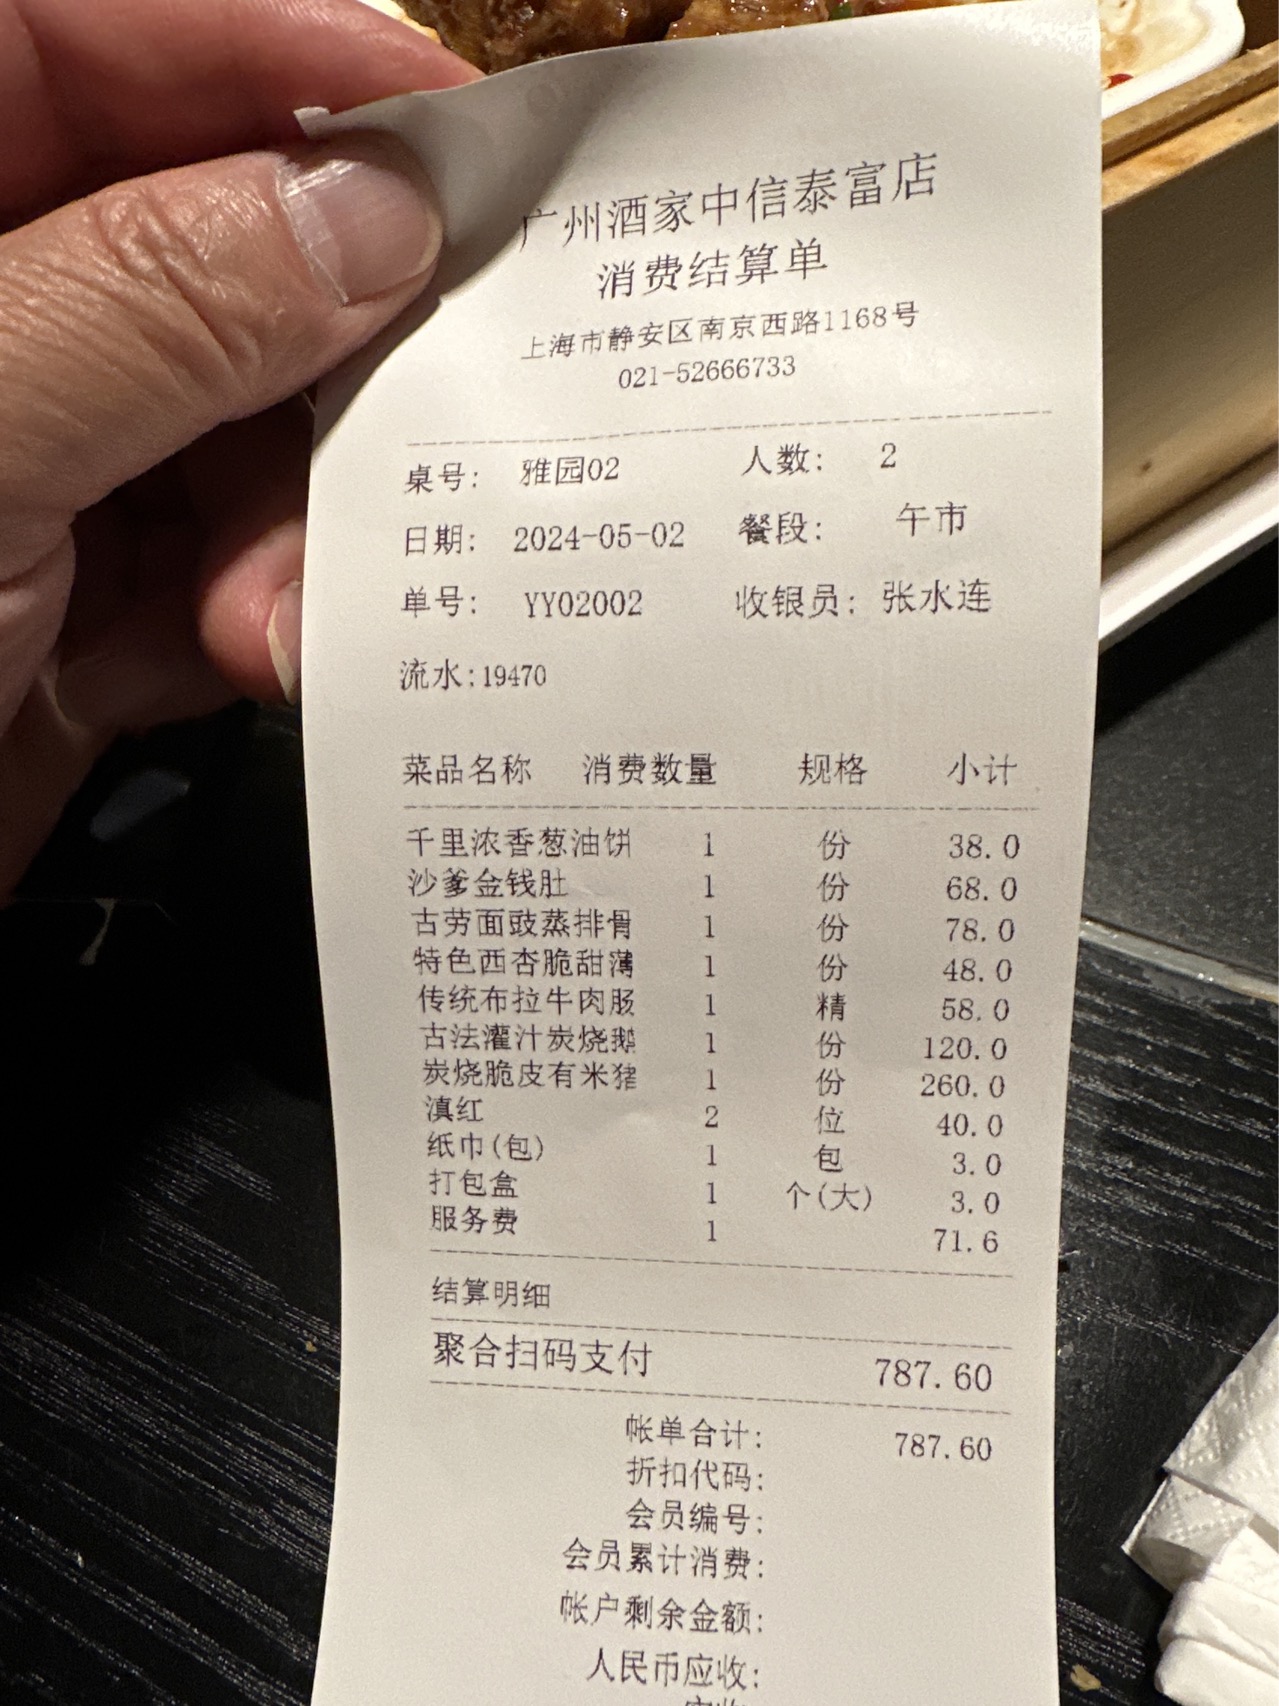 广州酒家中信泰富店
消费结算单
上海市静安区南京西路1168号
021-52666733
桌号: 雅园02 人数: 2
日期: 2024-05-02 餐段: 午市
单号: YY02002 收银员: 张水连
流水:19470
菜品名称 消费数量 规格 小计
千里浓香葱油饼 1 份 38.0
沙爹金钱肚 1 份 68.0
古劳面豉蒸排骨 1 份 78.0
特色西杏脆甜薄 1 份 48.0
传统布拉牛肉肠 1 精 58.0
古法灌汁炭烧鹅 1 份 120.0
炭烧脆皮有米猪 1 份 260.0
滇红 2 位 40.0
纸巾(包) 1 包 3.0
打包盒 1 个(大) 3.0
服务费 1 71.6
结算明细
聚合扫码支付 787.60
帐单合计: 787.60
折扣代码:
会员编号:
会员累计消费:
帐户剩余金额:
人民币应收: